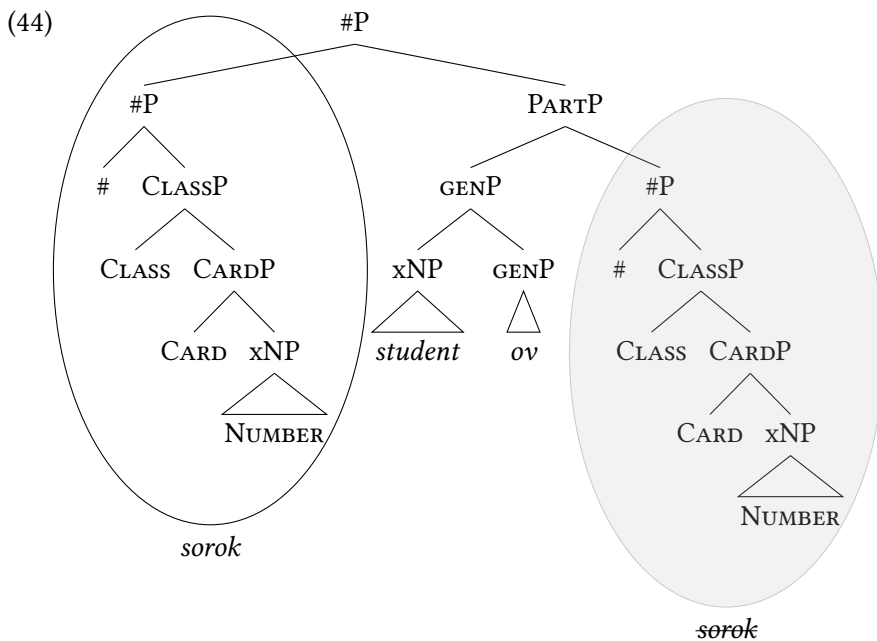 (44) #P
#P PartP
# ClassP genP #P
Class CardP xNP genP # ClassP
Card xNP student ov Class CardP
Number Card xNP
Number
sorok
sorok